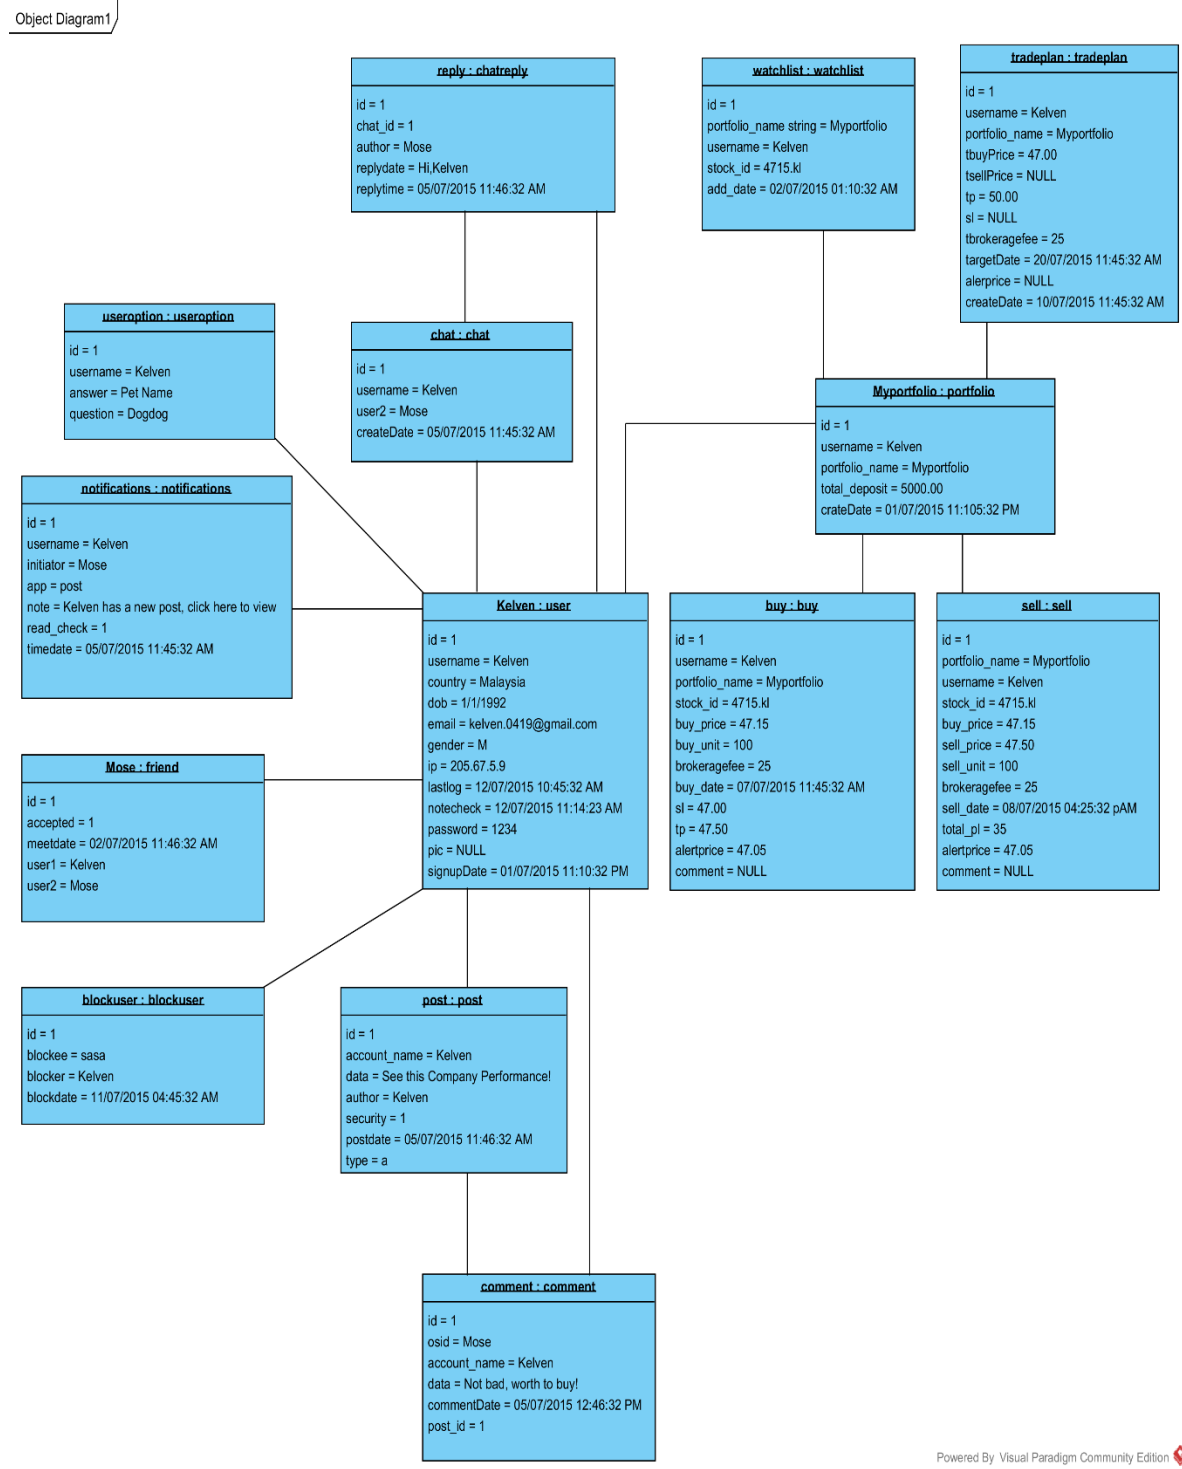 Object Diagram1
reply : chatreply
id = 1
chat_id = 1
author = Mose
replydate = Hi,Kelven
replytime = 05/07/2015 11:46:32 AM
watchlist : watchlist
id = 1
portfolio_name string = Myportfolio
username = Kelven
stock_id = 4715.kl
add_date = 02/07/2015 01:10:32 AM
tradeplan : tradeplan
id = 1
username = Kelven
portfolio_name = Myportfolio
tbuyPrice = 47.00
tsellPrice = NULL
tp = 50.00
sl = NULL
tbrokeragefee = 25
targetDate = 20/07/2015 11:45:32 AM
alerprice = NULL
createDate = 10/07/2015 11:45:32 AM
useroption : useroption
id = 1
username = Kelven
answer = Pet Name
question = Dogdog
chat : chat
id = 1
username = Kelven
user2 = Mose
createDate = 05/07/2015 11:45:32 AM
Myportfolio : portfolio
id = 1
username = Kelven
portfolio_name = Myportfolio
total_deposit = 5000.00
crateDate = 01/07/2015 11:105:32 PM
notifications : notifications
id = 1
username = Kelven
initiator = Mose
app = post
note = Kelven has a new post, click here to view
read_check = 1
timedate = 05/07/2015 11:45:32 AM
Kelven : user
id = 1
username = Kelven
country = Malaysia
dob = 1/1/1992
email = kelven.0419@gmail.com
gender = M
ip = 205.67.5.9
lastlog = 12/07/2015 10:45:32 AM
notecheck = 12/07/2015 11:14:23 AM
password = 1234
pic = NULL
signupDate = 01/07/2015 11:10:32 PM
buy : buy
id = 1
username = Kelven
portfolio_name = Myportfolio
stock_id = 4715.kl
buy_price = 47.15
buy_unit = 100
brokeragefee = 25
buy_date = 07/07/2015 11:45:32 AM
sl = 47.00
tp = 47.50
alertprice = 47.05
comment = NULL
sell : sell
id = 1
portfolio_name = Myportfolio
username = Kelven
stock_id = 4715.kl
buy_price = 47.15
sell_price = 47.50
sell_unit = 100
brokeragefee = 25
sell_date = 08/07/2015 04:25:32 pAM
total_pl = 35
alertprice = 47.05
comment = NULL
Mose : friend
id = 1
accepted = 1
meetdate = 02/07/2015 11:46:32 AM
user1 = Kelven
user2 = Mose
blockuser : blockuser
id = 1
blockee = sasa
blocker = Kelven
blockdate = 11/07/2015 04:45:32 AM
post : post
id = 1
account_name = Kelven
data = See this Company Performance!
author = Kelven
security = 1
postdate = 05/07/2015 11:46:32 AM
type = a
comment : comment
id = 1
osid = Mose
account_name = Kelven
data = Not bad, worth to buy!
commentDate = 05/07/2015 12:46:32 PM
post_id = 1
Powered By Visual Paradigm Community Edition